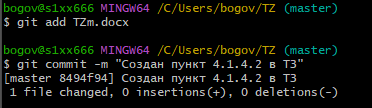 bogov@s1xx666 MINGW64 /C/Users/bogov/TZ (master)
$ git add TZm.docx

bogov@s1xx666 MINGW64 /C/Users/bogov/TZ (master)
$ git commit -m "Создан пункт 4.1.4.2 в ТЗ"
[master 8494f94] Создан пункт 4.1.4.2 в ТЗ
 1 file changed, 0 insertions(+), 0 deletions(-)